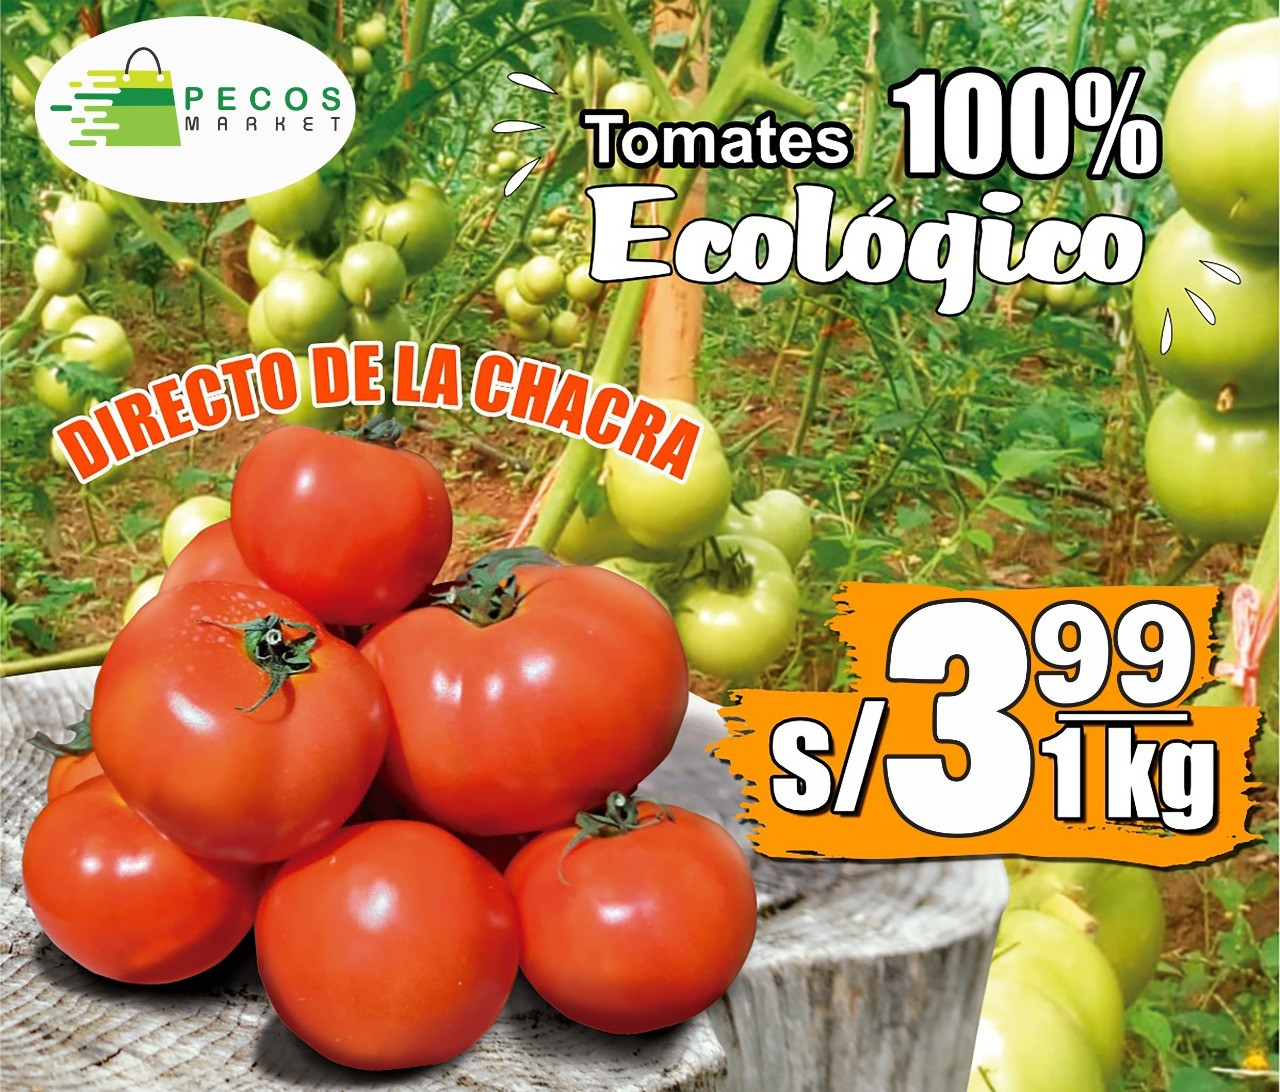 PECOS
MARKET
Tomates 100%
Ecológico
DIRECTO DE LA CHACRA
S/3 99
1kg